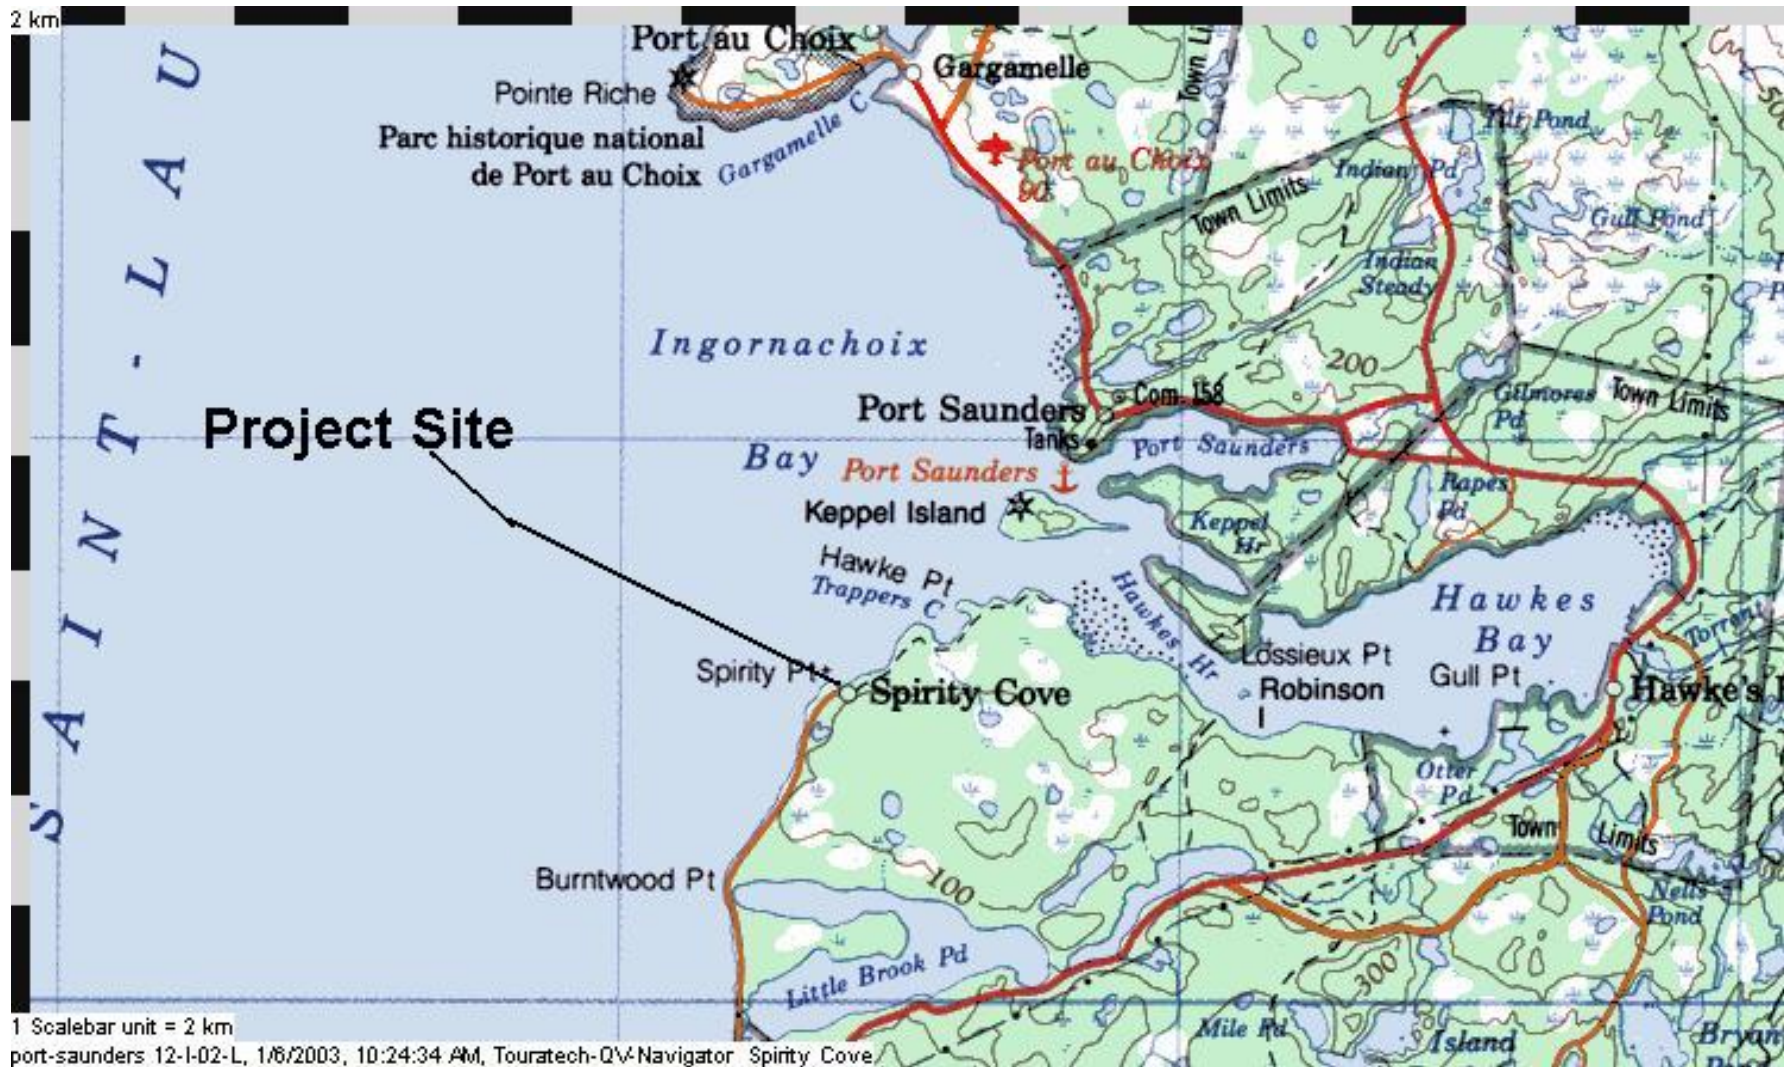 2 km
Port au Choix
Gargamelle
Town Li
Pointe Riche
Parc historique national
de Port au Choix
Gargamelle C
Port au Choix
90
Tilt Pond
Indian Pd
Town Limits
Gull Pond
Indian
Steady
SAINT-LAU
Ingornachoix
Bay
200
Gilmores
Pd
Town Limits
Project Site
Port Saunders
Com. 158
Tanks
Port Saunders
Port Saunders
Rapes
Pd
Keppel Island
Keppel
Hr
Hawke Pt
Trappers C
Hawkes Hr
Hawkes
Bay
Torrent
Spirity Pt
Spirity Cove
Lossieux Pt
Robinson
I
Gull Pt
Hawke's
Otter
Pd
Town
Limits
Burntwood Pt
100
Nells
Pond
Little Brook Pd
300
Mile Pd
Island
Bryan
1 Scalebar unit = 2 km
port-saunders 12-I-02-L, 1/6/2003, 10:24:34 AM, Touratech-QV-Navigator Spirity Cove